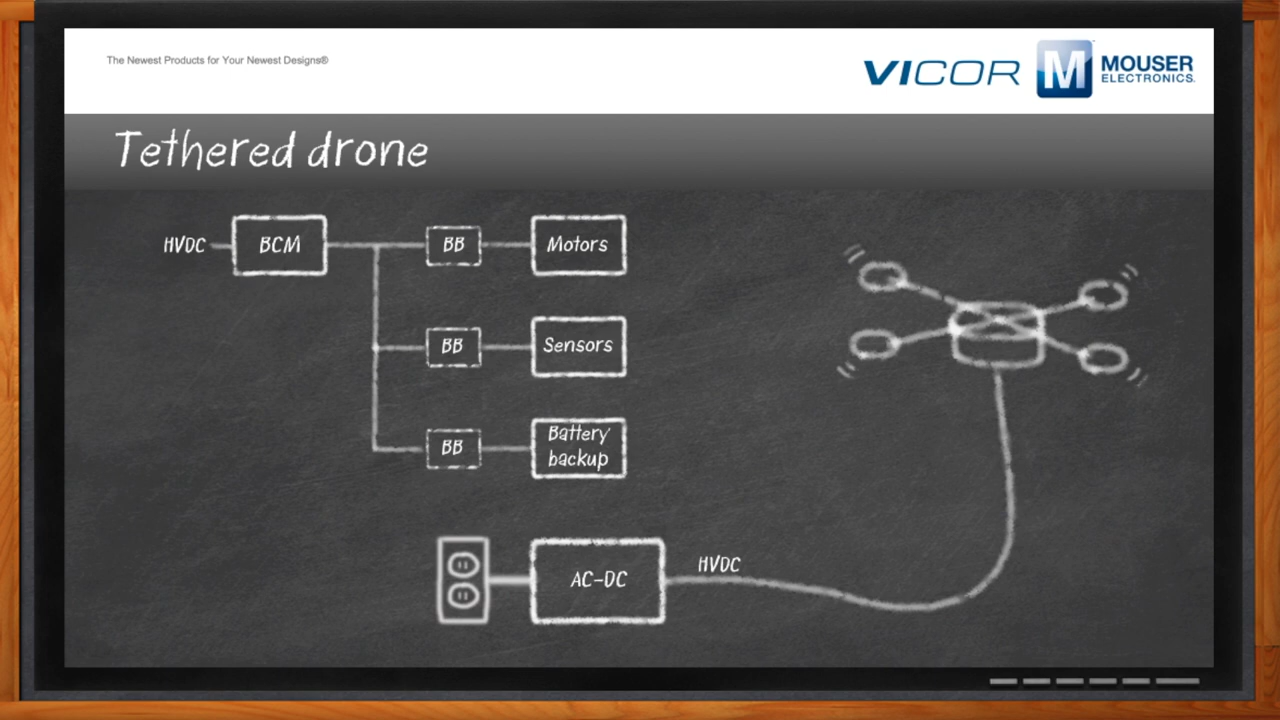 The Newest Products for Your Newest Designs®
VICOR
M
MOUSER
ELECTRONICS
Tethered drone
HVDC
BCM
BB
Motors
BB
Sensors
BB
Battery
backup
AC-DC
HVDC